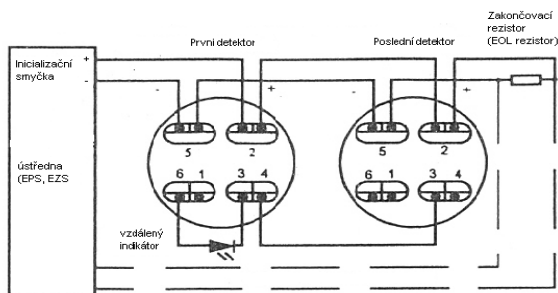 Zakončovací
rezistor
(EOL rezistor)
První detektor
Poslední detektor
Inicializační
smyčka
+
-
-
+
-
+
5
2
5
2
ústředna
(EPS, EZS
6 1
3 4
6 1
3 4
vzdálený
indikátor